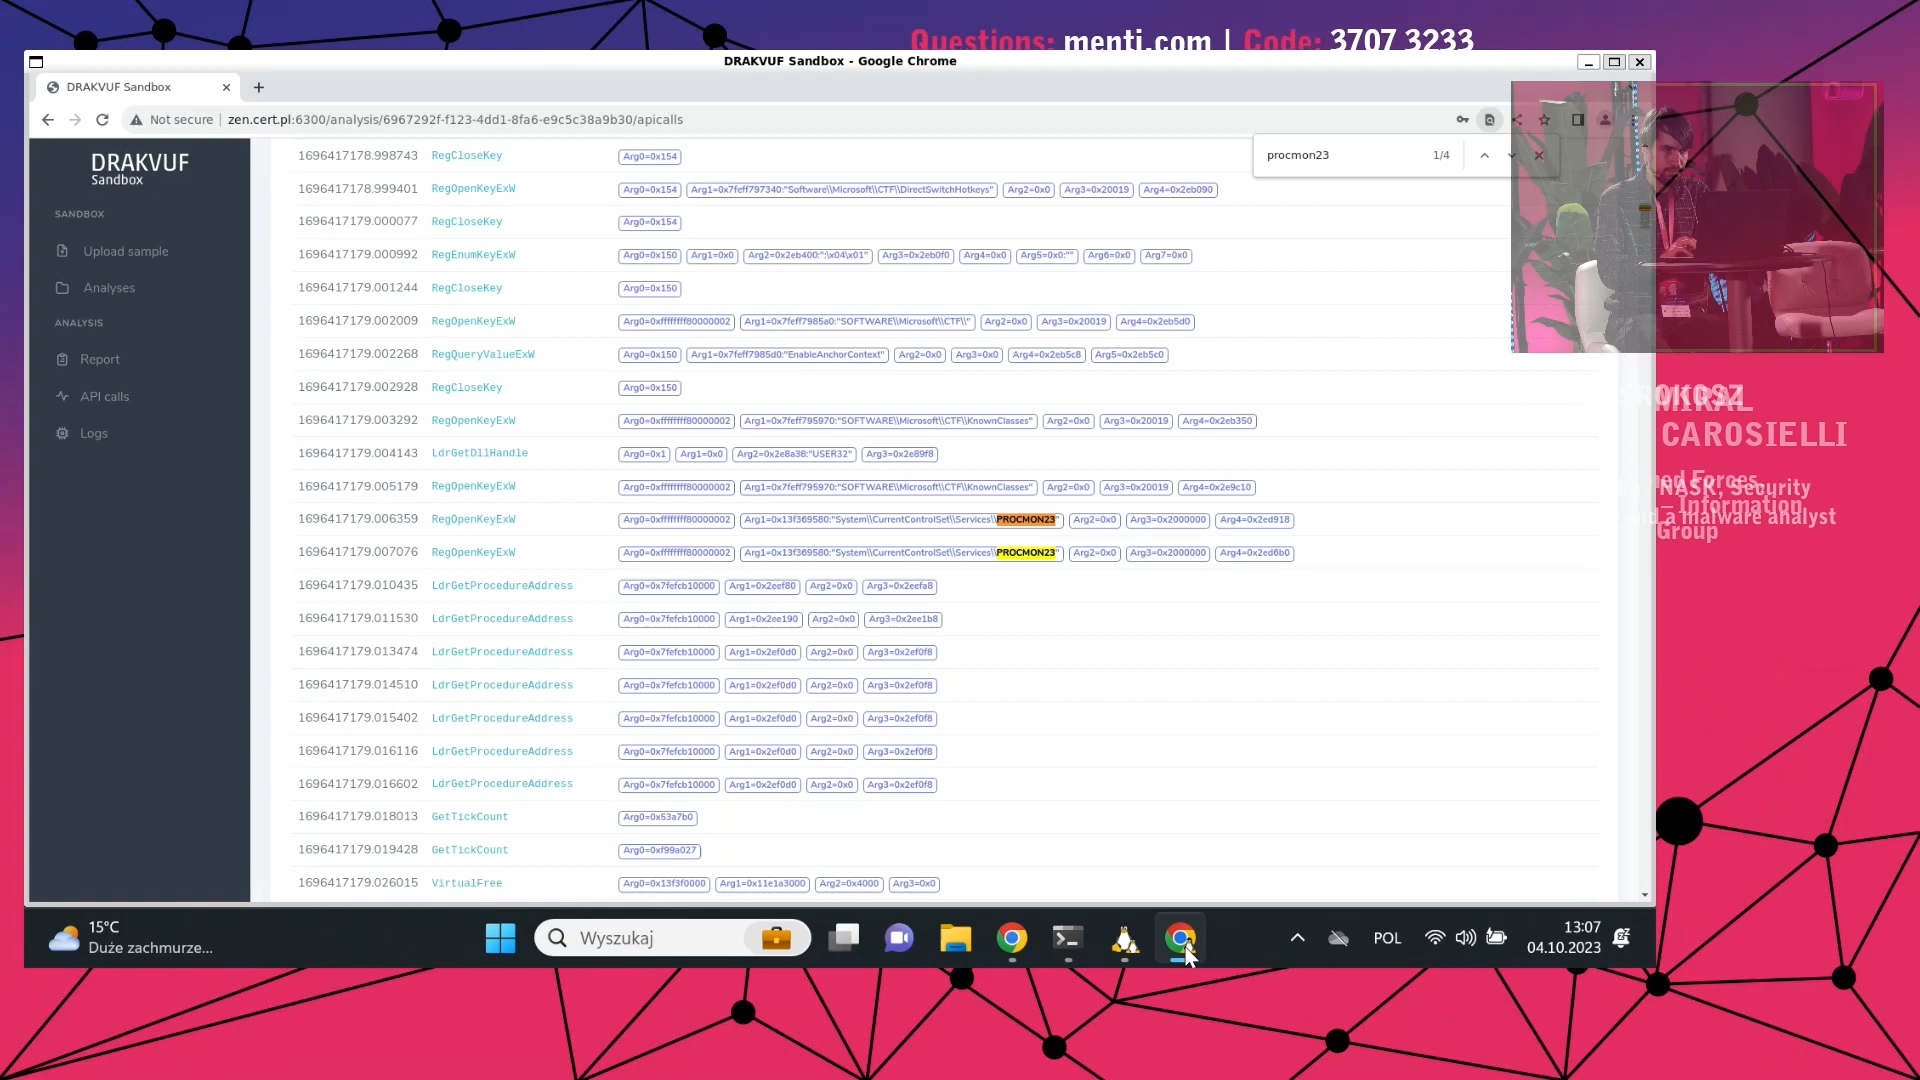 Questions: menti.com | Code: 3707 3233
DRAKVUF Sandbox - Google Chrome
DRAKVUF Sandbox
Not secure | zen.cert.pl:6300/analysis/6967292f-f123-4dd1-8fa6-e9c5c38a9b30/apicalls
procmon23 1/4
DRAKVUF
Sandbox
SANDBOX
Upload sample
Analyses
ANALYSIS
Report
API calls
Logs
1696417178.998743 RegCloseKey Arg0=0x154
1696417178.999401 RegOpenKeyExW Arg0=0x154 Arg1=0x7feff797340:"Software\\Microsoft\\CTF\\DirectSwitchHotkeys" Arg2=0x0 Arg3=0x20019 Arg4=0x2eb090
1696417179.000077 RegCloseKey Arg0=0x154
1696417179.000992 RegEnumKeyExW Arg0=0x150 Arg1=0x0 Arg2=0x2eb400:":\x04\x01" Arg3=0x2eb0f0 Arg4=0x0 Arg5=0x0:"" Arg6=0x0 Arg7=0x0
1696417179.001244 RegCloseKey Arg0=0x150
1696417179.002009 RegOpenKeyExW Arg0=0xffffffff80000002 Arg1=0x7feff7985a0:"SOFTWARE\\Microsoft\\CTF\\" Arg2=0x0 Arg3=0x20019 Arg4=0x2eb5d0
1696417179.002268 RegQueryValueExW Arg0=0x150 Arg1=0x7feff7985d0:"EnableAnchorContext" Arg2=0x0 Arg3=0x0 Arg4=0x2eb5c8 Arg5=0x2eb5c0
1696417179.002928 RegCloseKey Arg0=0x150
1696417179.003292 RegOpenKeyExW Arg0=0xffffffff80000002 Arg1=0x7feff795970:"SOFTWARE\\Microsoft\\CTF\\KnownClasses" Arg2=0x0 Arg3=0x20019 Arg4=0x2eb350
1696417179.004143 LdrGetDllHandle Arg0=0x1 Arg1=0x0 Arg2=0x2e8a38:"USER32" Arg3=0x2e89f8
1696417179.005179 RegOpenKeyExW Arg0=0xffffffff80000002 Arg1=0x7feff795970:"SOFTWARE\\Microsoft\\CTF\\KnownClasses" Arg2=0x0 Arg3=0x20019 Arg4=0x2e9c10
1696417179.006359 RegOpenKeyExW Arg0=0xffffffff80000002 Arg1=0x13f369580:"System\\CurrentControlSet\\Services\\PROCMON23" Arg2=0x0 Arg3=0x2000000 Arg4=0x2ed918
1696417179.007076 RegOpenKeyExW Arg0=0xffffffff80000002 Arg1=0x13f369580:"System\\CurrentControlSet\\Services\\PROCMON23" Arg2=0x0 Arg3=0x2000000 Arg4=0x2ed6b0
1696417179.010435 LdrGetProcedureAddress Arg0=0x7fefcb10000 Arg1=0x2eef80 Arg2=0x0 Arg3=0x2eefa8
1696417179.011530 LdrGetProcedureAddress Arg0=0x7fefcb10000 Arg1=0x2ee190 Arg2=0x0 Arg3=0x2ee1b8
1696417179.013474 LdrGetProcedureAddress Arg0=0x7fefcb10000 Arg1=0x2ef0d0 Arg2=0x0 Arg3=0x2ef0f8
1696417179.014510 LdrGetProcedureAddress Arg0=0x7fefcb10000 Arg1=0x2ef0d0 Arg2=0x0 Arg3=0x2ef0f8
1696417179.015402 LdrGetProcedureAddress Arg0=0x7fefcb10000 Arg1=0x2ef0d0 Arg2=0x0 Arg3=0x2ef0f8
1696417179.016116 LdrGetProcedureAddress Arg0=0x7fefcb10000 Arg1=0x2ef0d0 Arg2=0x0 Arg3=0x2ef0f8
1696417179.016602 LdrGetProcedureAddress Arg0=0x7fefcb10000 Arg1=0x2ef0d0 Arg2=0x0 Arg3=0x2ef0f8
1696417179.018013 GetTickCount Arg0=0x53a7b0
1696417179.019428 GetTickCount Arg0=0xf99a027
1696417179.026015 VirtualFree Arg0=0x13f3f0000 Arg1=0x11e1a3000 Arg2=0x4000 Arg3=0x0
CAROSIELLI
NASK, Security
Forces,
– Information
a malware analyst
Group
15°C
Duże zachmurze...
Wyszukaj
POL
13:07
04.10.2023